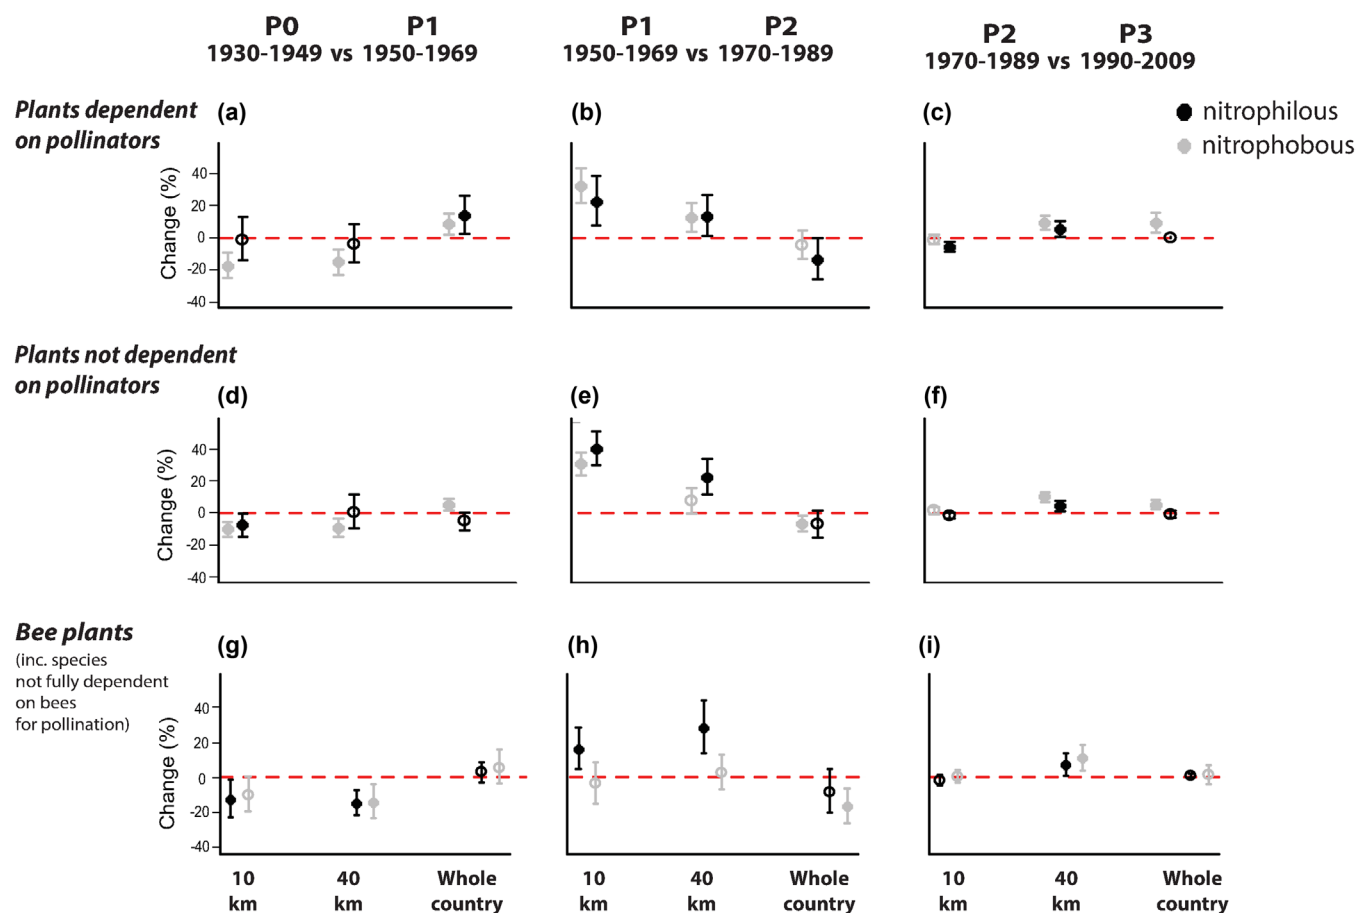 P0 P1
1930-1949 vs 1950-1969
P1 P2
1950-1969 vs 1970-1989
P2 P3
1970-1989 vs 1990-2009
nitrophilous
nitrophobous
Plants dependent
on pollinators
(a)
(b)
(c)
Change (%)
40
20
0
-20
-40
Plants not dependent
on pollinators
(d)
(e)
(f)
Change (%)
40
20
0
-20
-40
Bee plants
(inc. species
not fully dependent
on bees
for pollination)
(g)
(h)
(i)
Change (%)
40
20
0
-20
-40
10
km
40
km
Whole
country
10
km
40
km
Whole
country
10
km
40
km
Whole
country